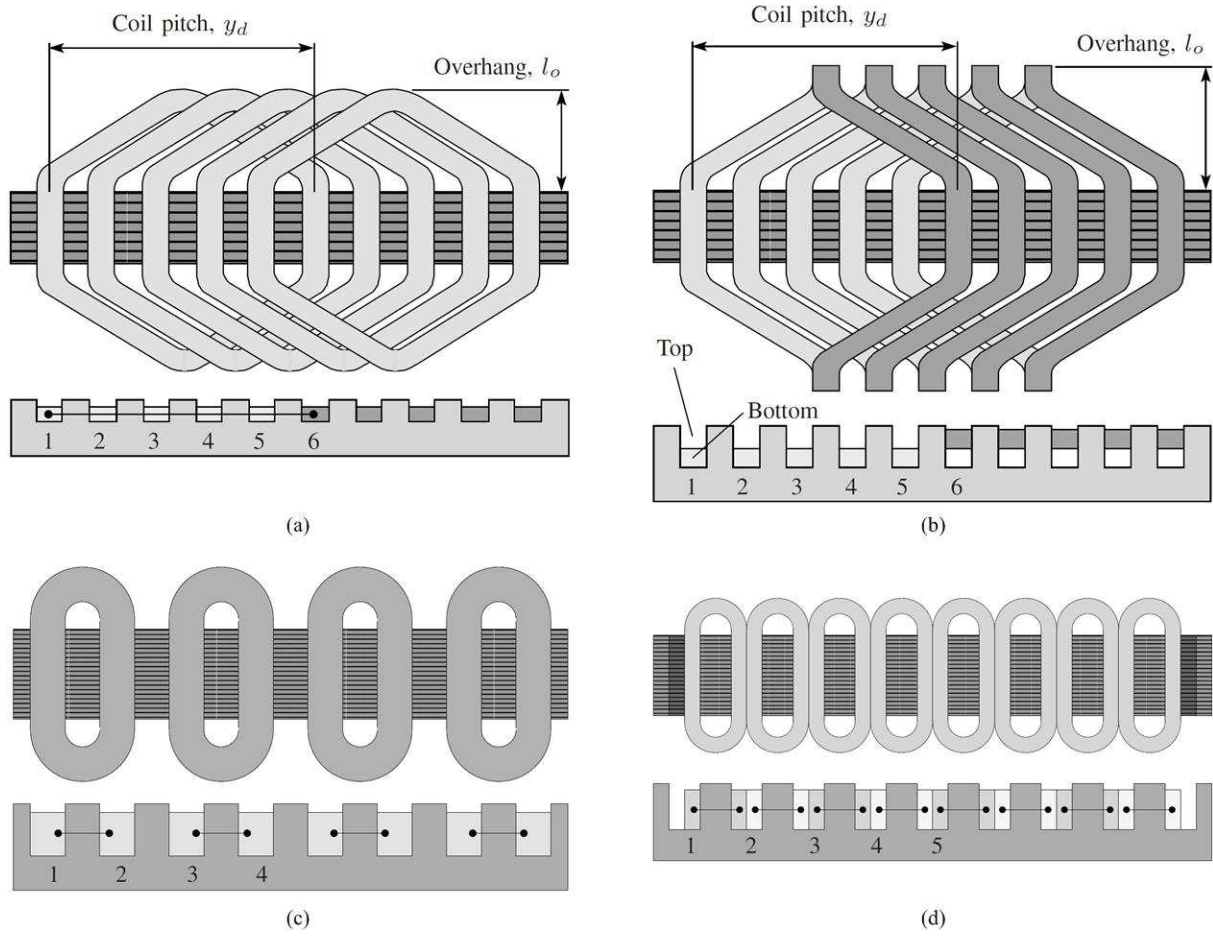 Coil pitch, y_d
Overhang, l_o
1 2 3 4 5 6
(a)
Coil pitch, y_d
Overhang, l_o
Top
Bottom
1 2 3 4 5 6
(b)
1 2 3 4
(c)
1 2 3 4 5
(d)